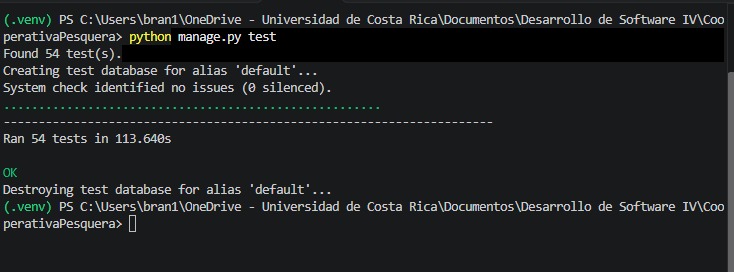 (.venv) PS C:\Users\bran1\OneDrive - Universidad de Costa Rica\Documentos\Desarrollo de Software IV\Coo
perativaPesquera> python manage.py test
Found 54 test(s).
Creating test database for alias 'default'...
System check identified no issues (0 silenced).
......................................................
----------------------------------------------------------------------
Ran 54 tests in 113.640s
OK
Destroying test database for alias 'default'...
(.venv) PS C:\Users\bran1\OneDrive - Universidad de Costa Rica\Documentos\Desarrollo de Software IV\Coo
perativaPesquera>